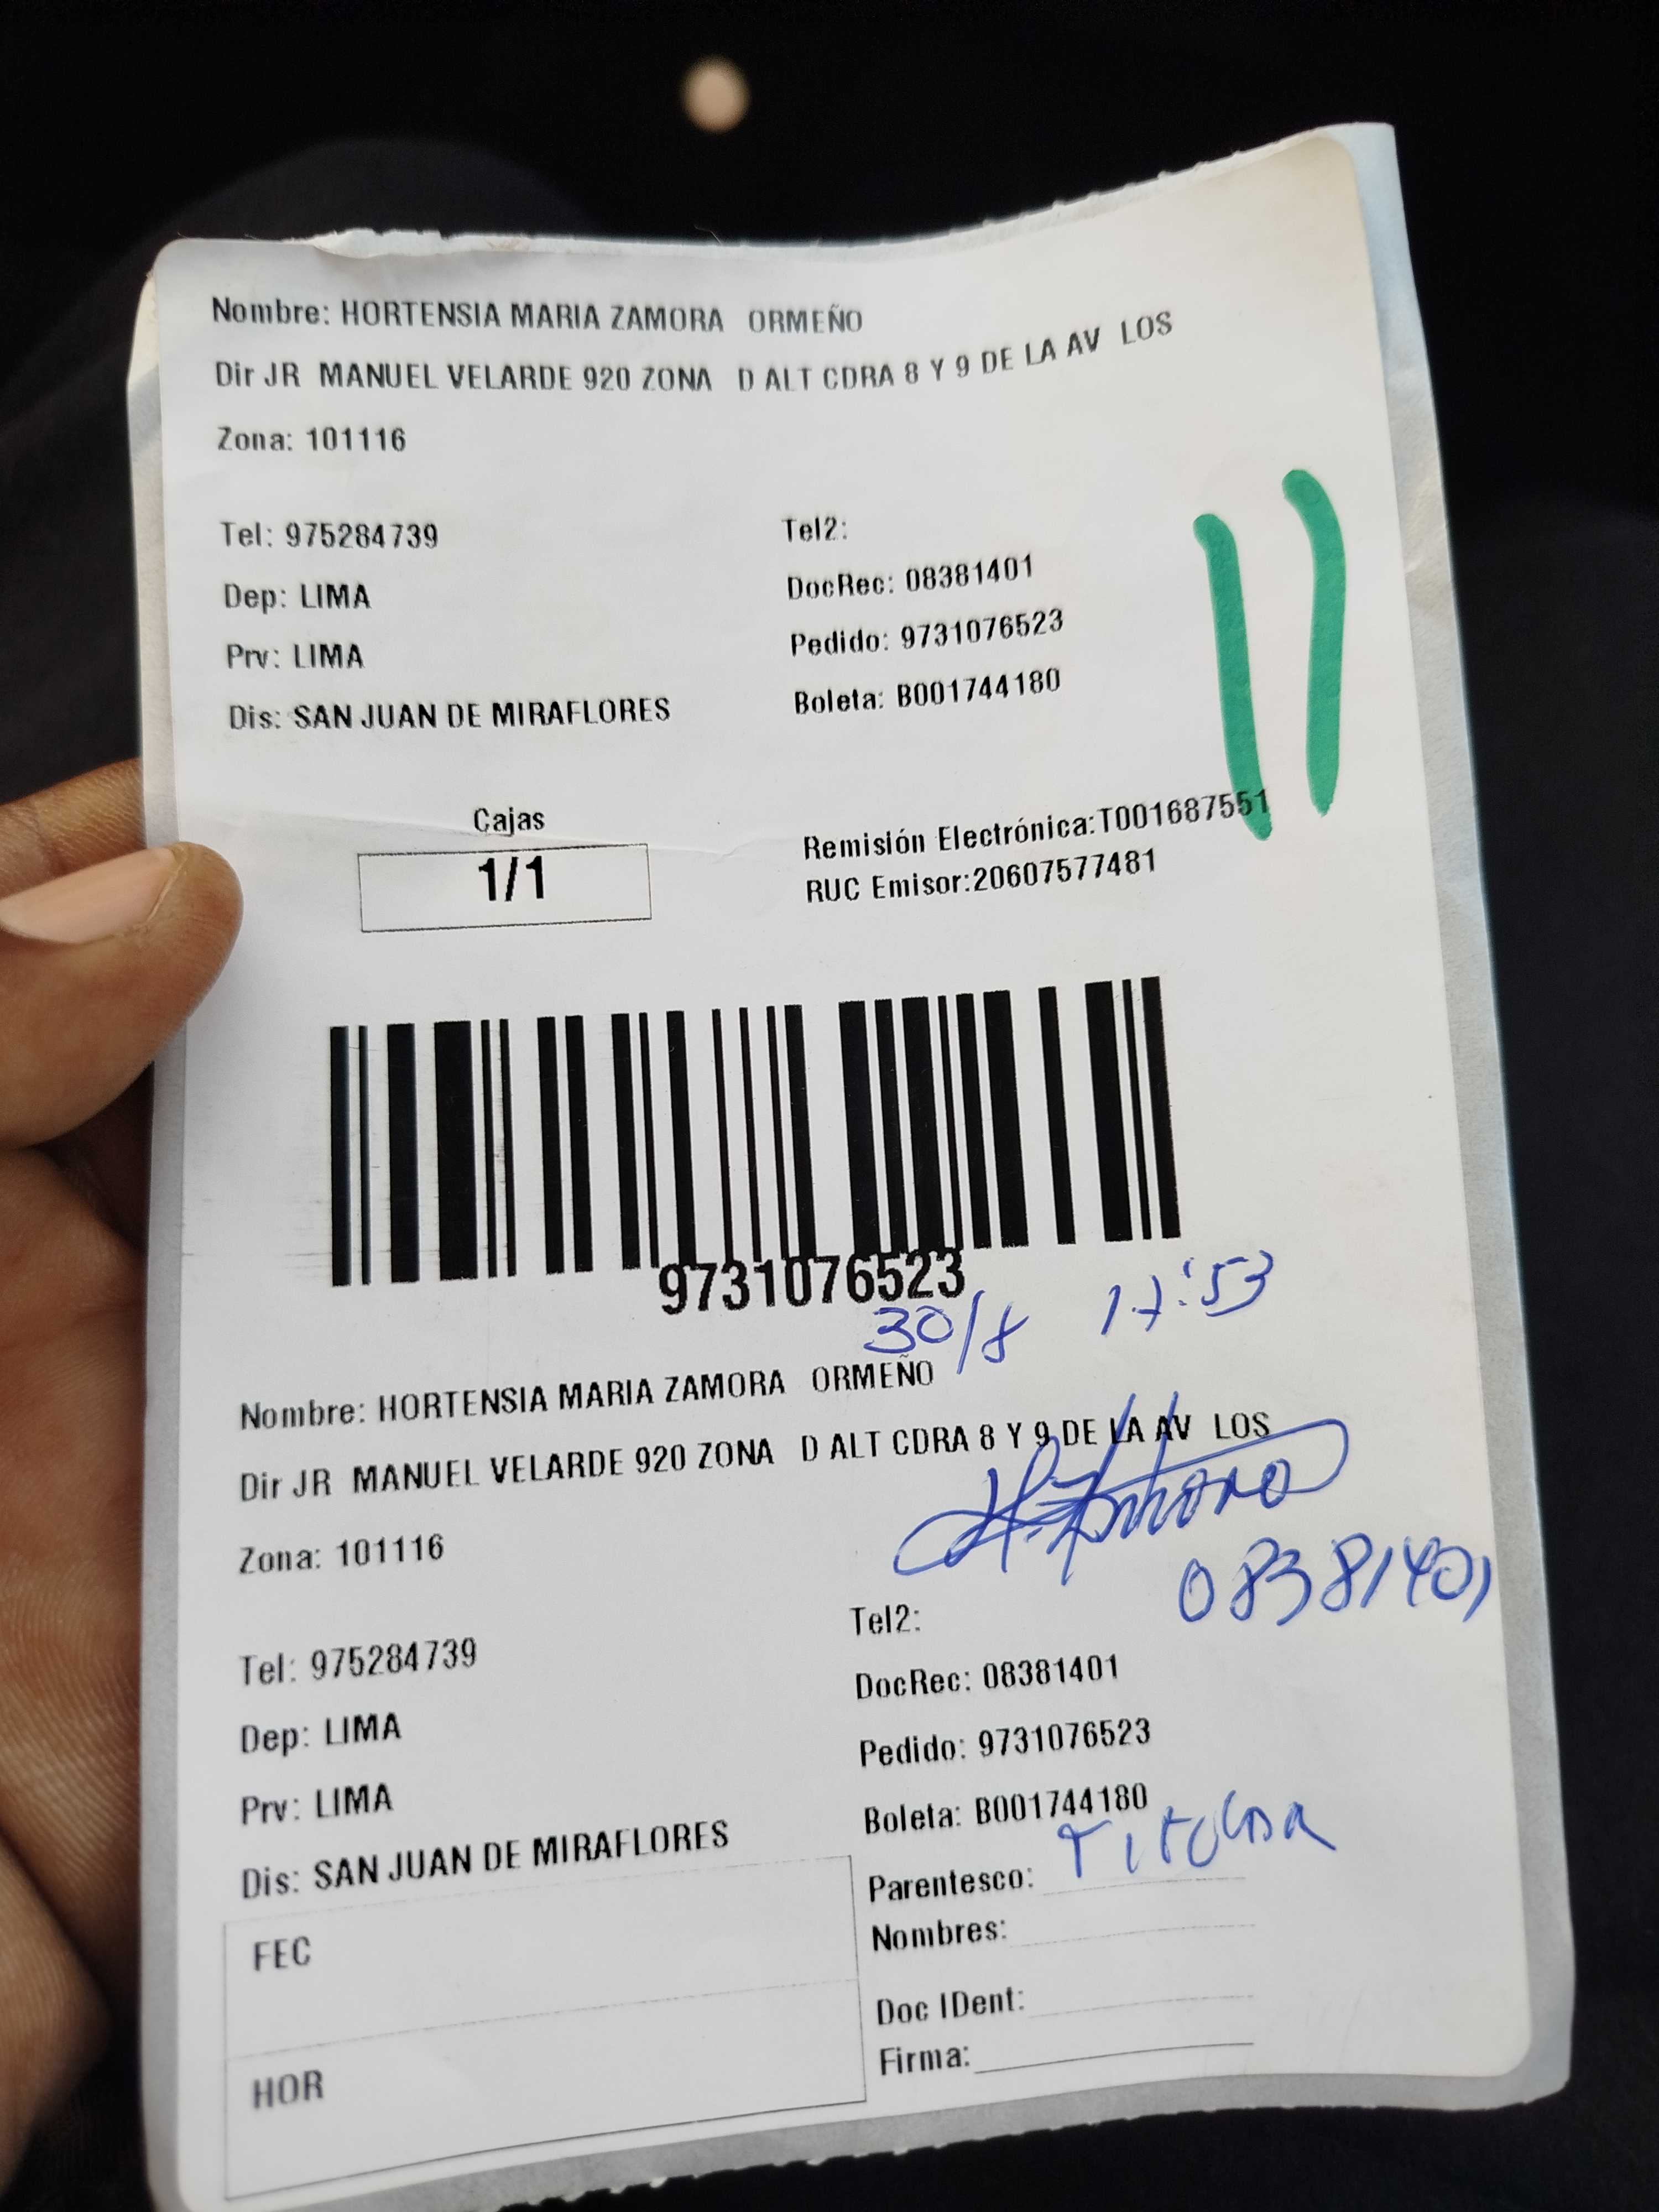 Nombre: HORTENSIA MARIA ZAMORA ORMEÑO
Dir JR MANUEL VELARDE 920 ZONA D ALT CDRA 8 Y 9 DE LA AV LOS
Zona: 101116
Tel: 975284739
Tel2:
Dep: LIMA
DocRec: 08381401
Prv: LIMA
Pedido: 9731076523
Dis: SAN JUAN DE MIRAFLORES
Boleta: B001744180
11
Cajas
1/1
Remisión Electrónica:T001687551
RUC Emisor:20607577481
9731076523
30/8 17:53
Nombre: HORTENSIA MARIA ZAMORA ORMEÑO
Dir JR MANUEL VELARDE 920 ZONA D ALT CDRA 8 Y 9 DE LA AV LOS
Zona: 101116
H. Zamora
08381401
Tel: 975284739
Tel2:
Dep: LIMA
DocRec: 08381401
Prv: LIMA
Pedido: 9731076523
Dis: SAN JUAN DE MIRAFLORES
Boleta: B001744180
Parentesco: Titular
Nombres:
Doc IDent:
Firma:
FEC
HOR